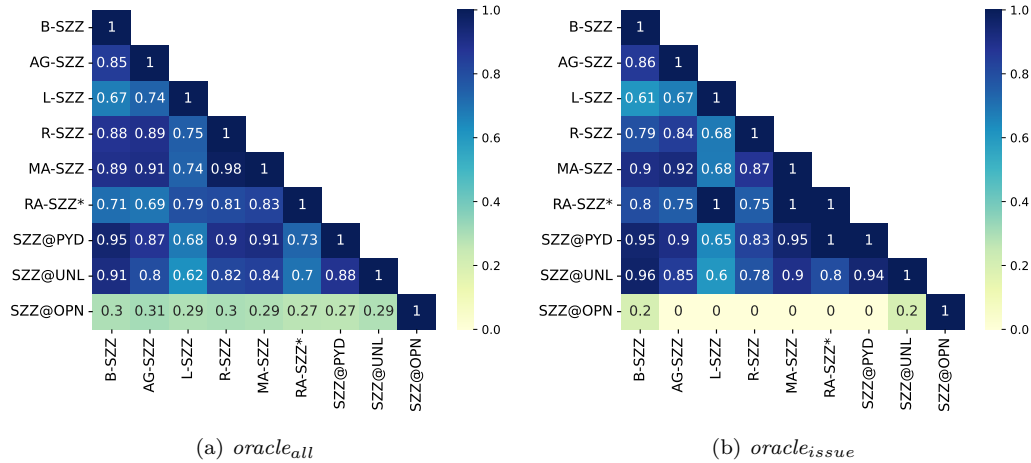 B-SZZ 1
AG-SZZ 0.85 1
L-SZZ 0.67 0.74 1
R-SZZ 0.88 0.89 0.75 1
MA-SZZ 0.89 0.91 0.74 0.98 1
RA-SZZ* 0.71 0.69 0.79 0.81 0.83 1
SZZ@PYD 0.95 0.87 0.68 0.9 0.91 0.73 1
SZZ@UNL 0.91 0.8 0.62 0.82 0.84 0.7 0.88 1
SZZ@OPN 0.3 0.31 0.29 0.3 0.29 0.27 0.27 0.29 1
B-SZZ AG-SZZ L-SZZ R-SZZ MA-SZZ RA-SZZ* SZZ@PYD SZZ@UNL SZZ@OPN
1.0
0.8
0.6
0.4
0.2
0.0
(a) oracleall
B-SZZ 1
AG-SZZ 0.86 1
L-SZZ 0.61 0.67 1
R-SZZ 0.79 0.84 0.68 1
MA-SZZ 0.9 0.92 0.68 0.87 1
RA-SZZ* 0.8 0.75 1 0.75 1 1
SZZ@PYD 0.95 0.9 0.65 0.83 0.95 1 1
SZZ@UNL 0.96 0.85 0.6 0.78 0.9 0.8 0.94 1
SZZ@OPN 0.2 0 0 0 0 0 0 0.2 1
B-SZZ AG-SZZ L-SZZ R-SZZ MA-SZZ RA-SZZ* SZZ@PYD SZZ@UNL SZZ@OPN
1.0
0.8
0.6
0.4
0.2
0.0
(b) oracleissue